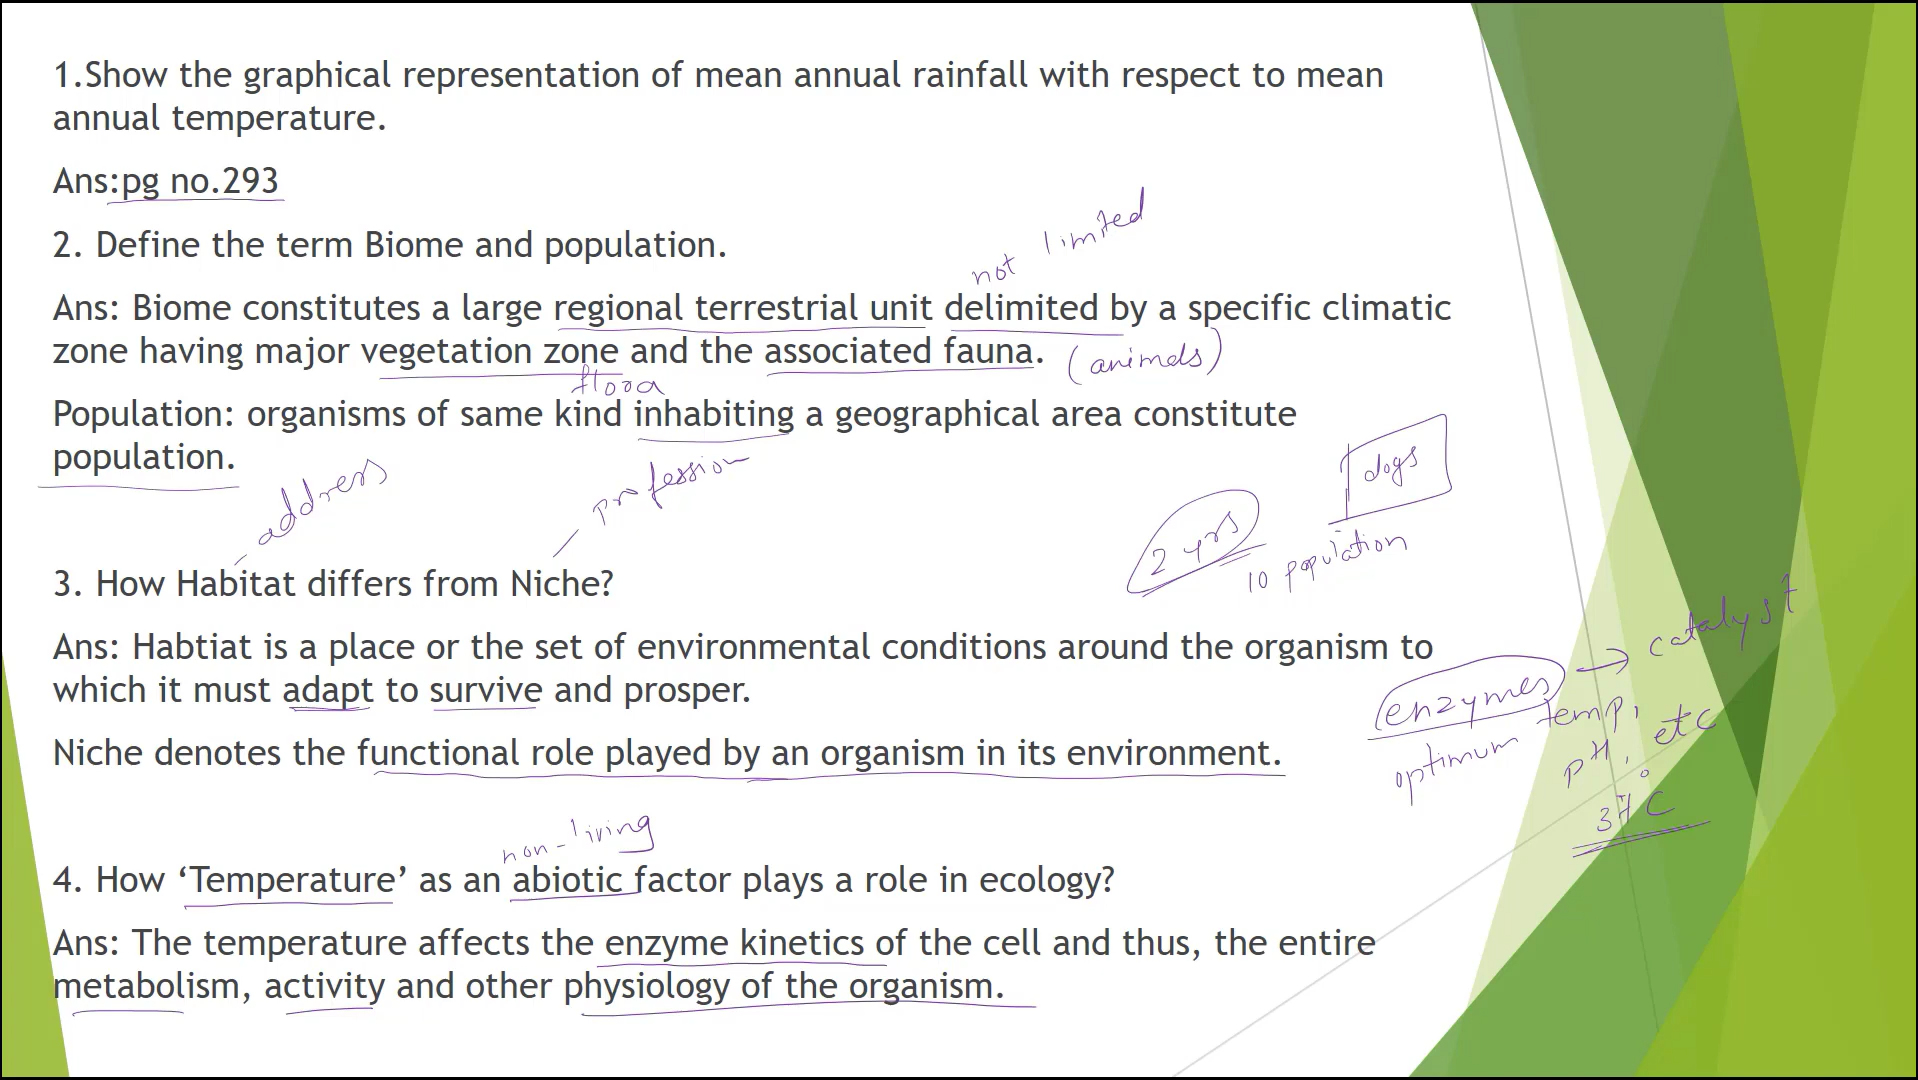 1.Show the graphical representation of mean annual rainfall with respect to mean
annual temperature.
Ans:pg no.293
2. Define the term Biome and population.
not limited
Ans: Biome constitutes a large regional terrestrial unit delimited by a specific climatic
zone having major vegetation zone and the associated fauna. (animals)
flora
Population: organisms of same kind inhabiting a geographical area constitute
population.
address
profession
dogs
2 yrs
10 population
3. How Habitat differs from Niche?
Ans: Habtiat is a place or the set of environmental conditions around the organism to
which it must adapt to survive and prosper.
enzymes → catalyst
optimum temp,
pH, etc
37°C
Niche denotes the functional role played by an organism in its environment.
non-living
4. How ‘Temperature’ as an abiotic factor plays a role in ecology?
Ans: The temperature affects the enzyme kinetics of the cell and thus, the entire
metabolism, activity and other physiology of the organism.